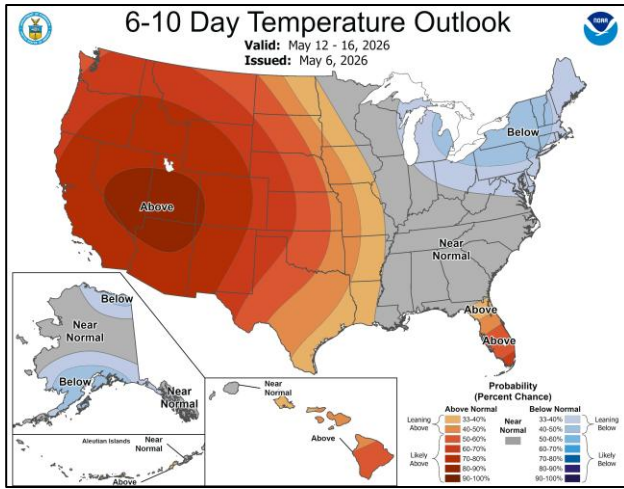 6-10 Day Temperature Outlook
Valid: May 12 - 16, 2026
Issued: May 6, 2026
NOAA
Above
Below
Near
Normal
Above
Above
Below
Near
Normal
Below
Near
Normal
Aleutian Islands
Near
Normal
Above
Near
Normal
Above
Probability
(Percent Chance)
Above Normal
Leaning
Above
33-40%
40-50%
Likely
Above
50-60%
60-70%
70-80%
80-90%
90-100%
Near
Normal
Below Normal
33-40%
40-50%
Leaning
Below
50-60%
60-70%
70-80%
80-90%
90-100%
Likely
Below